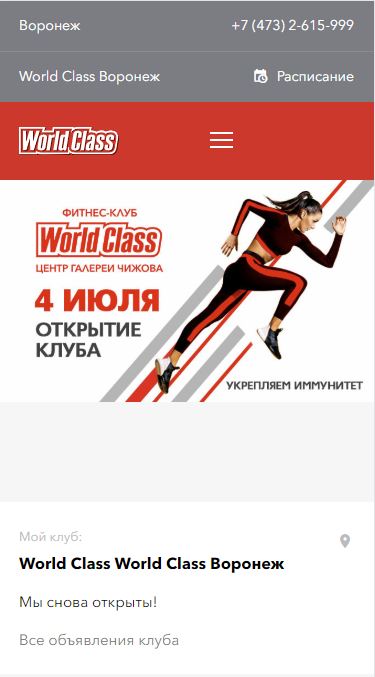 Воронеж
+7 (473) 2-615-999
World Class Воронеж
Расписание
World Class
ФИТНЕС-КЛУБ
World Class
ЦЕНТР ГАЛЕРЕИ ЧИЖОВА
4 ИЮЛЯ
ОТКРЫТИЕ
КЛУБА
УКРЕПЛЯЕМ ИММУНИТЕТ
Мой клуб:
World Class World Class Воронеж
Мы снова открыты!
Все объявления клуба